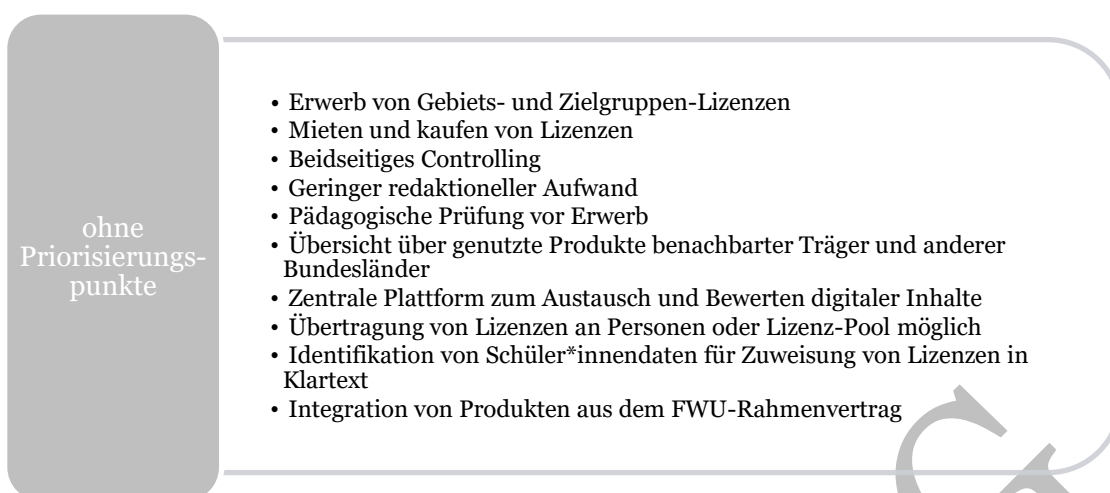 ohne
Priorisierungs-
punkte
• Erwerb von Gebiets- und Zielgruppen-Lizenzen
• Mieten und kaufen von Lizenzen
• Beidseitiges Controlling
• Geringer redaktioneller Aufwand
• Pädagogische Prüfung vor Erwerb
• Übersicht über genutzte Produkte benachbarter Träger und anderer
Bundesländer
• Zentrale Plattform zum Austausch und Bewerten digitaler Inhalte
• Übertragung von Lizenzen an Personen oder Lizenz-Pool möglich
• Identifikation von Schüler*innendaten für Zuweisung von Lizenzen in
Klartext
• Integration von Produkten aus dem FWU-Rahmenvertrag